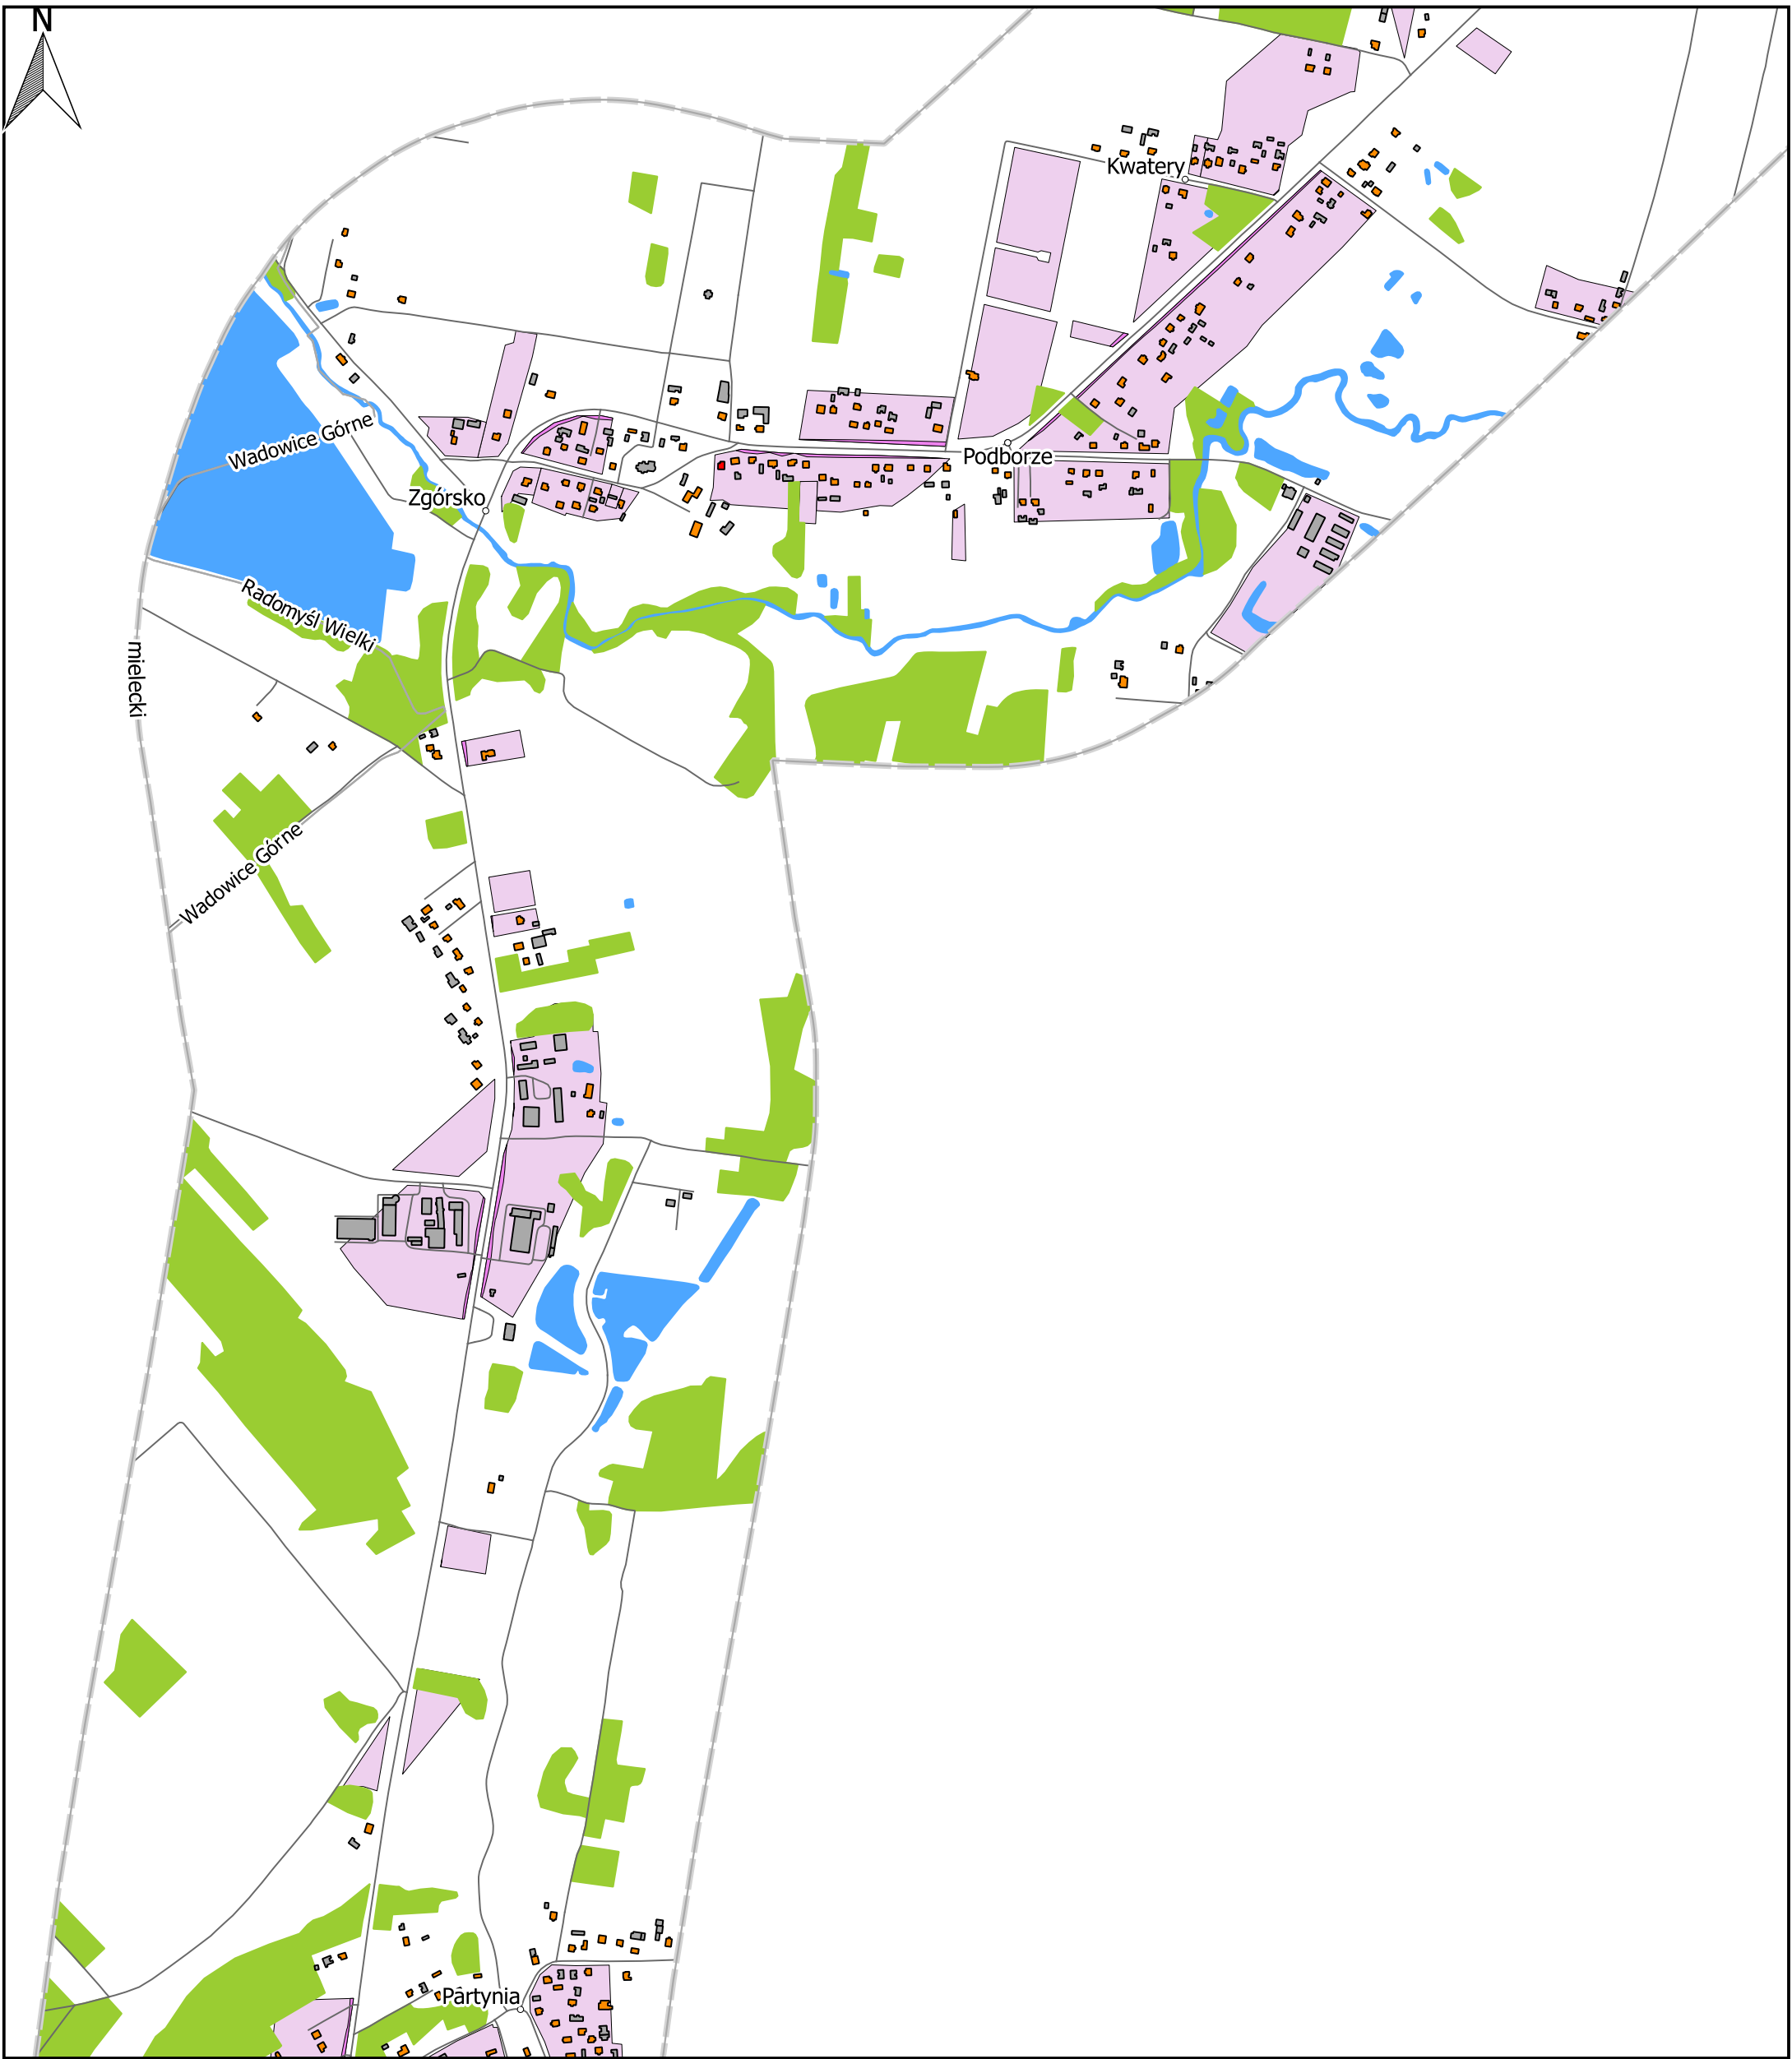 N
Kwatery
Wadowice Górne
Podborze
Zgórsko
Radomyśl Wielki
mielecki
Wadowice Górne
Partynia